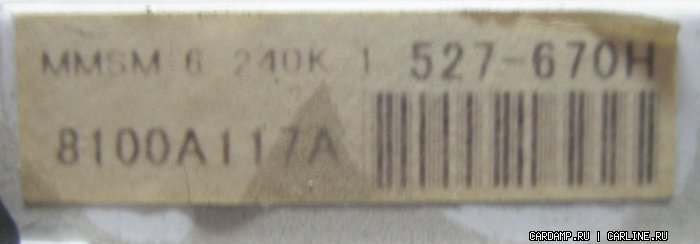 MMSM 6 240K 1 527-670H
8100A117A
CARDAMP.RU | CARLINE.RU